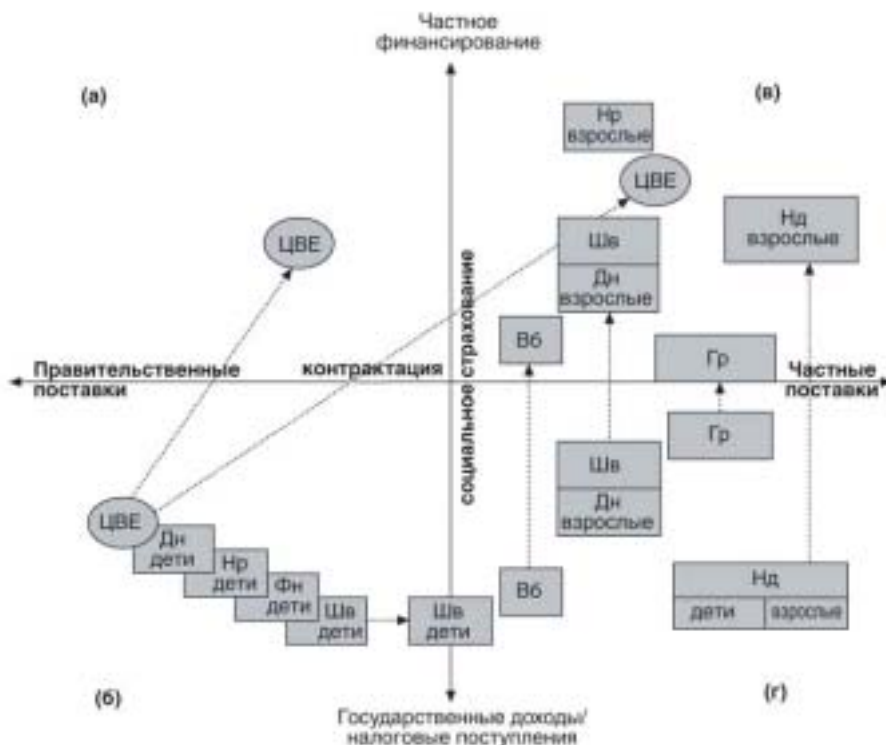 Частное
финансирование
(а)
(в)
Нр
взрослые
ЦВЕ
ЦВЕ
Шв
Дн
взрослые
Нд
взрослые
социальное страхование
Вб
Гр
Правительственные
поставки
контрактация
Частные
поставки
Гр
Шв
Дн
взрослые
ЦВЕ
Дн
дети
Нр
дети
Фн
дети
Шв
дети
Шв
дети
Вб
Нд
дети
взрослые
(б)
(г)
Государственные доходы/
налоговые поступления